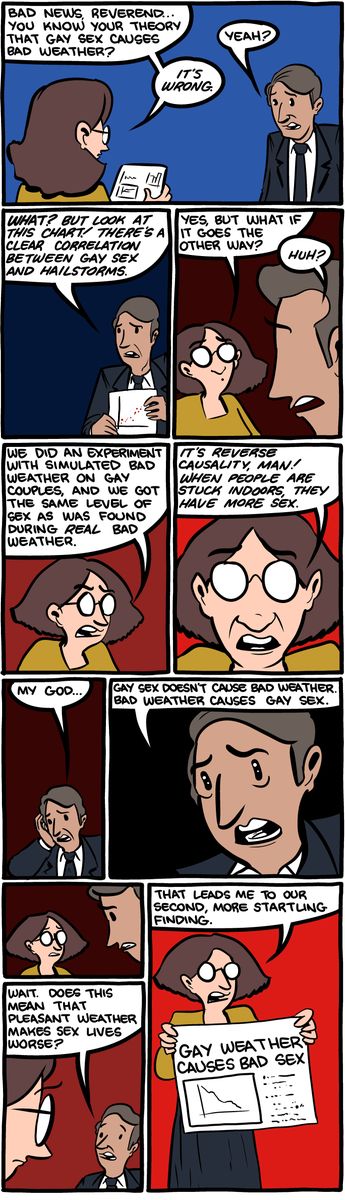 BAD NEWS, REVEREND...
YOU KNOW YOUR THEORY
THAT GAY SEX CAUSES
BAD WEATHER?
YEAH?
IT'S
WRONG.
WHAT? BUT LOOK AT
THIS CHART! THERE'S A
CLEAR CORRELATION
BETWEEN GAY SEX
AND HAILSTORMS.
YES, BUT WHAT IF
IT GOES THE
OTHER WAY?
HUH?
WE DID AN EXPERIMENT
WITH SIMULATED BAD
WEATHER ON GAY
COUPLES, AND WE GOT
THE SAME LEVEL OF
SEX AS WAS FOUND
DURING REAL BAD
WEATHER.
IT'S REVERSE
CAUSALITY, MAN!
WHEN PEOPLE ARE
STUCK INDOORS, THEY
HAVE MORE SEX.
MY GOD...
GAY SEX DOESN'T CAUSE BAD WEATHER.
BAD WEATHER CAUSES GAY SEX.
WAIT. DOES THIS
MEAN THAT
PLEASANT WEATHER
MAKES SEX LIVES
WORSE?
THAT LEADS ME TO OUR
SECOND, MORE STARTLING
FINDING.
GAY WEATHER
CAUSES BAD SEX